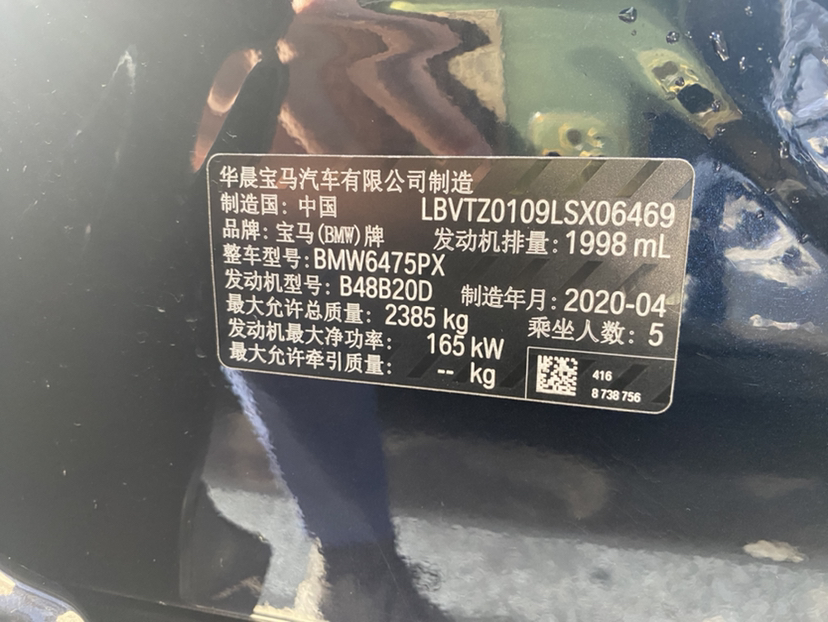 华晨宝马汽车有限公司制造
制造国：中国 LBVTZ0109LSX06469
品牌：宝马(BMW)牌 发动机排量：1998 mL
整车型号：BMW6475PX
发动机型号：B48B20D 制造年月：2020-04
最大允许总质量： 2385 kg 乘坐人数：5
发动机最大净功率： 165 kW
最大允许牵引质量： -- kg
416
8 738 756